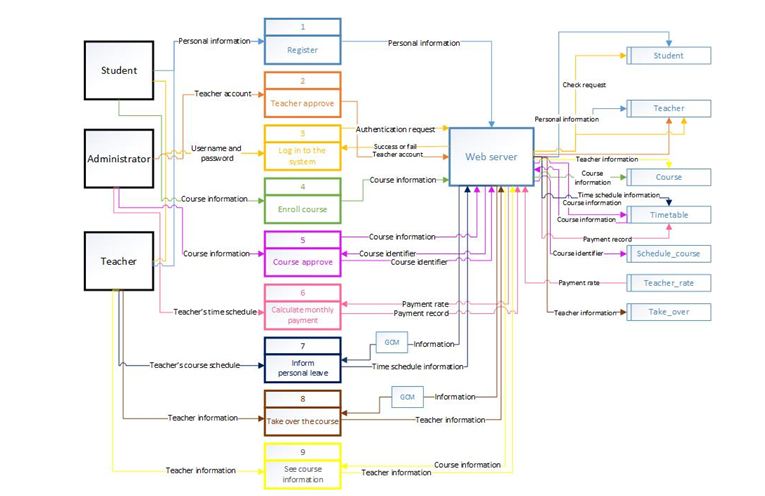 1
Student
Personal information
Register
Personal information
Student
2
Check request
Teacher account
Teacher approve
Teacher
Personal information
3
Authentication request
Administrator
Username and
password
Log in to the
system
Success or fail
Teacher account
Web server
Teacher information
4
Course information
Course
information
Course
Course information
Enroll course
Time schedule information
Course information
Timetable
Course information
5
Course information
Payment record
Teacher
Course information
Course approve
Course identifier
Course identifier
Course identifier
Schedule_course
6
Payment rate
Teacher_rate
Payment rate
Teacher's time schedule
Calculate monthly
payment
Payment record
Teacher information
Take_over
7
GCM
Information
Teacher's course schedule
Inform
personal leave
Time schedule information
8
GCM
Information
Teacher information
Take over the course
Teacher information
9
Course
information
Teacher information
See course
information
Teacher information